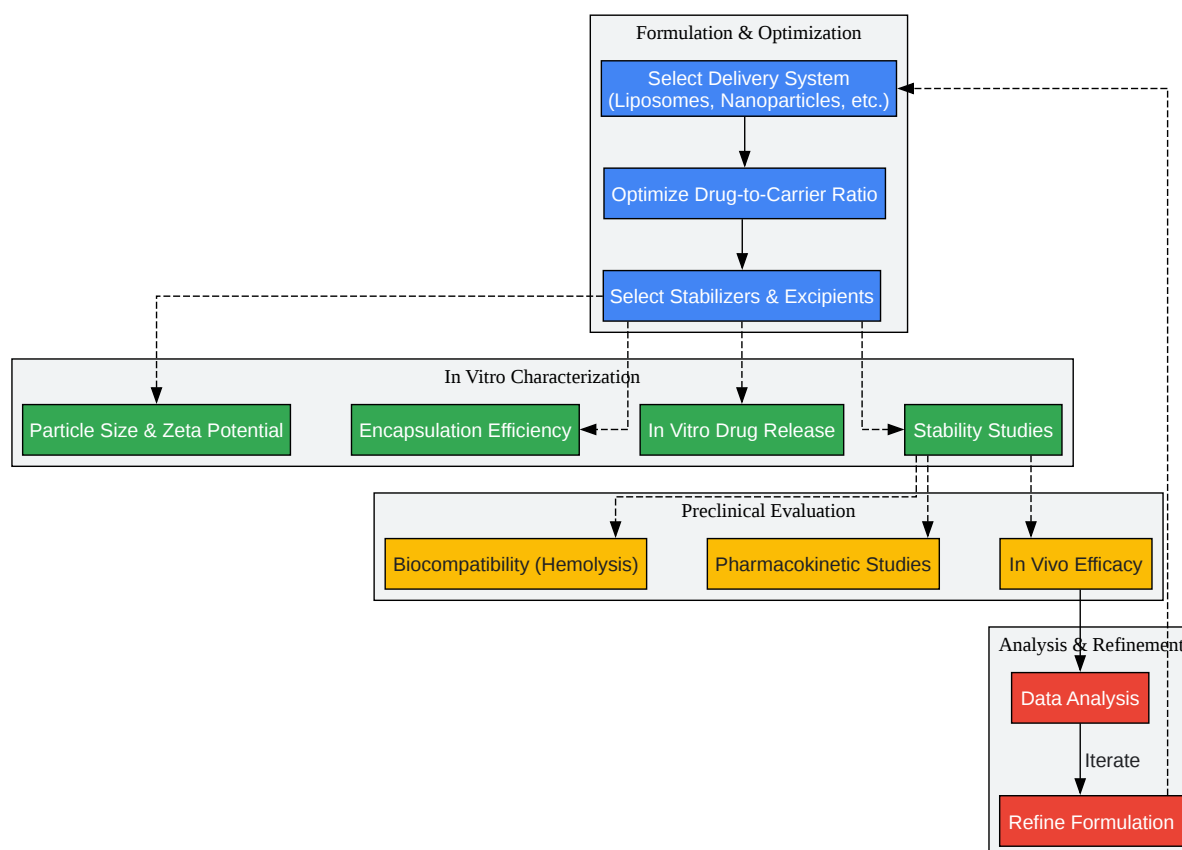 Formulation & Optimization
Select Delivery System
(Liposomes, Nanoparticles, etc.)
Optimize Drug-to-Carrier Ratio
Select Stabilizers & Excipients
In Vitro Characterization
Particle Size & Zeta Potential
Encapsulation Efficiency
In Vitro Drug Release
Stability Studies
Preclinical Evaluation
Biocompatibility (Hemolysis)
Pharmacokinetic Studies
In Vivo Efficacy
Analysis & Refinement
Data Analysis
Iterate
Refine Formulation